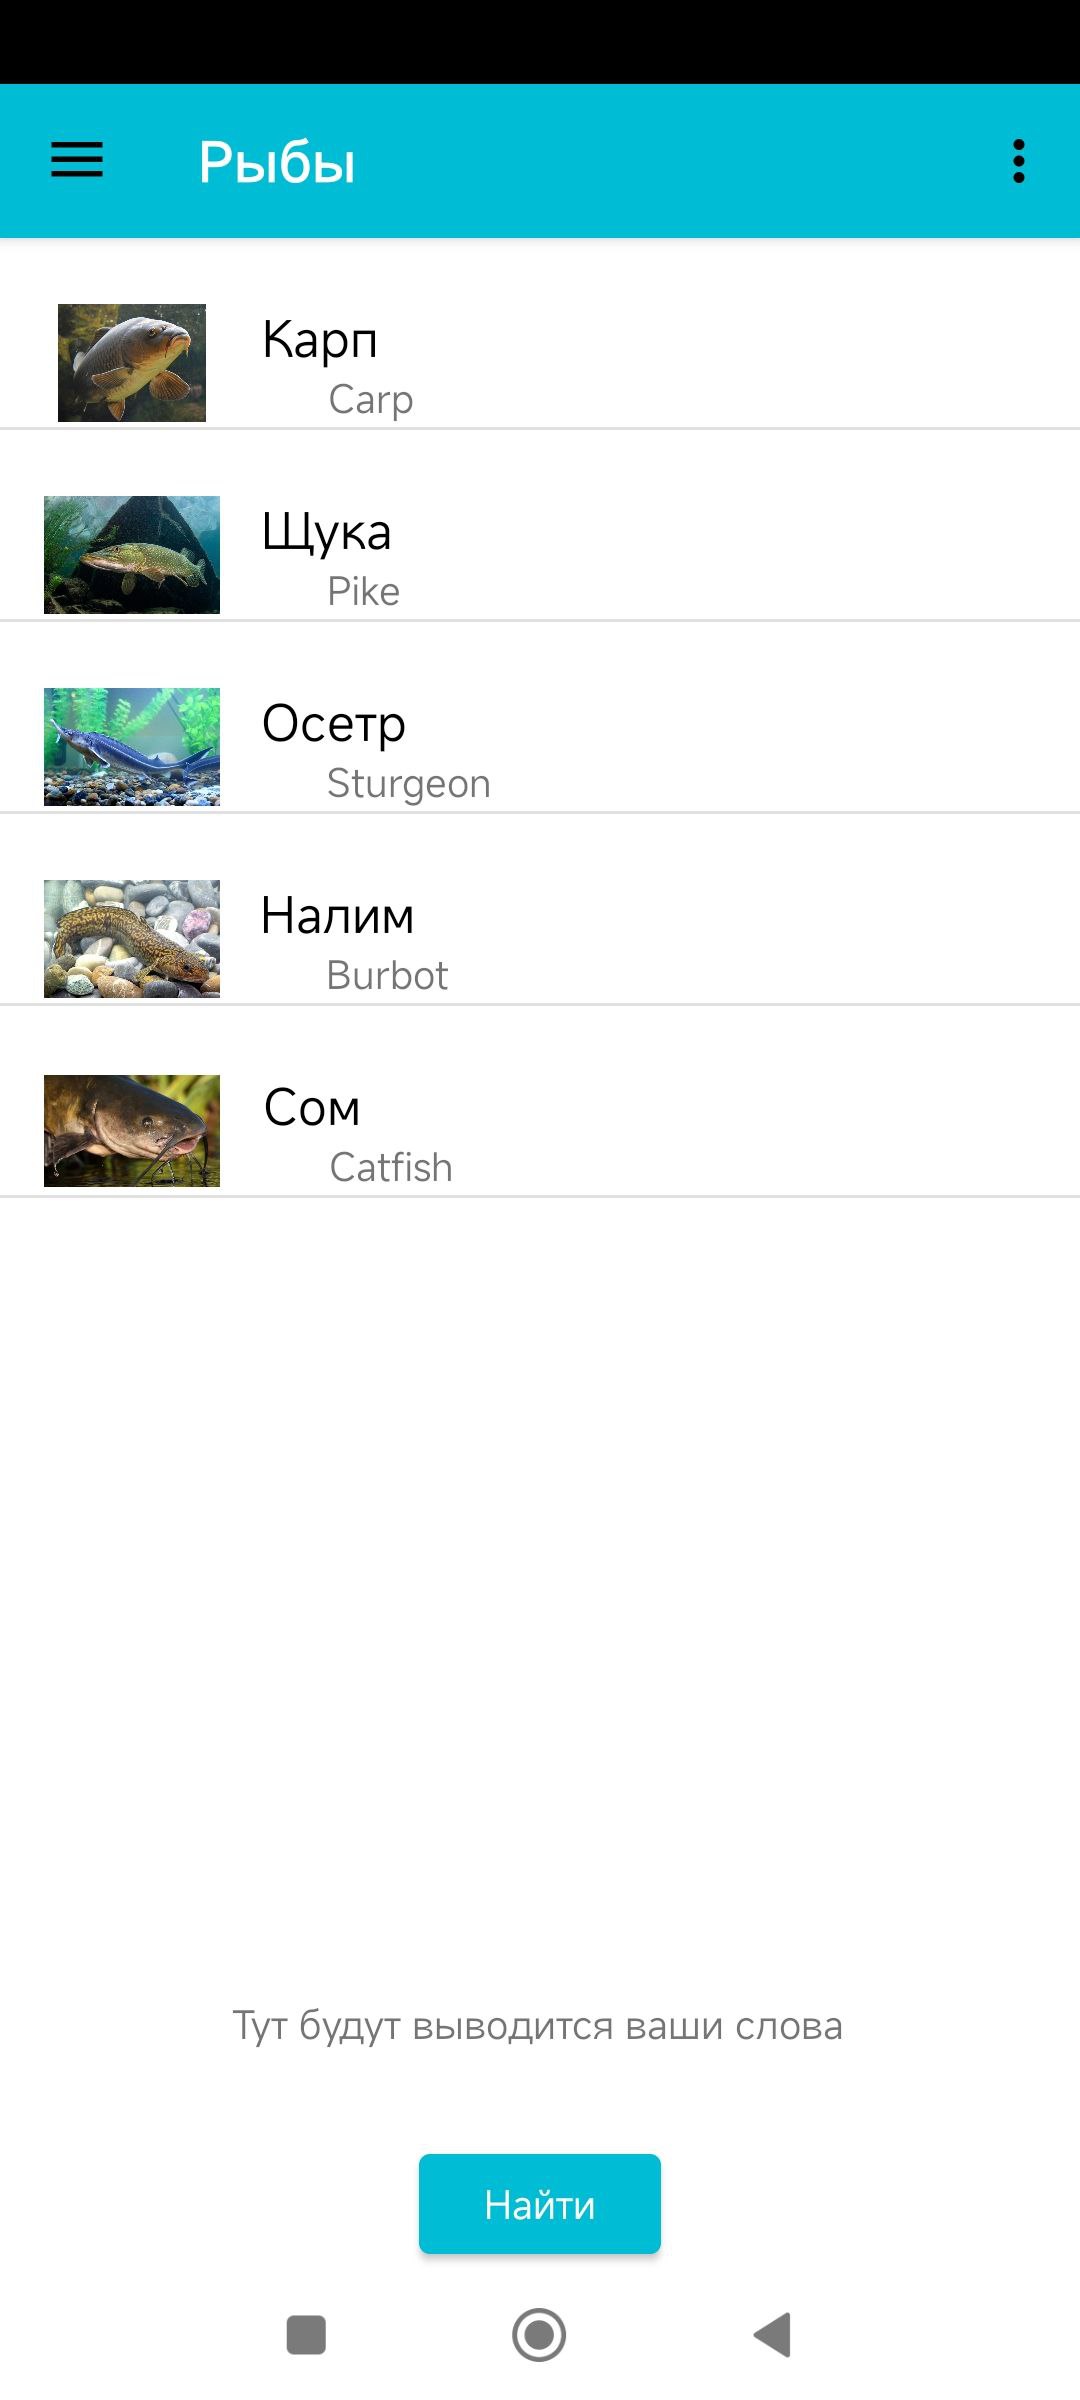 Рыбы
Карп
Carp
Щука
Pike
Осетр
Sturgeon
Налим
Burbot
Сом
Catfish
Тут будут выводится ваши слова
Найти